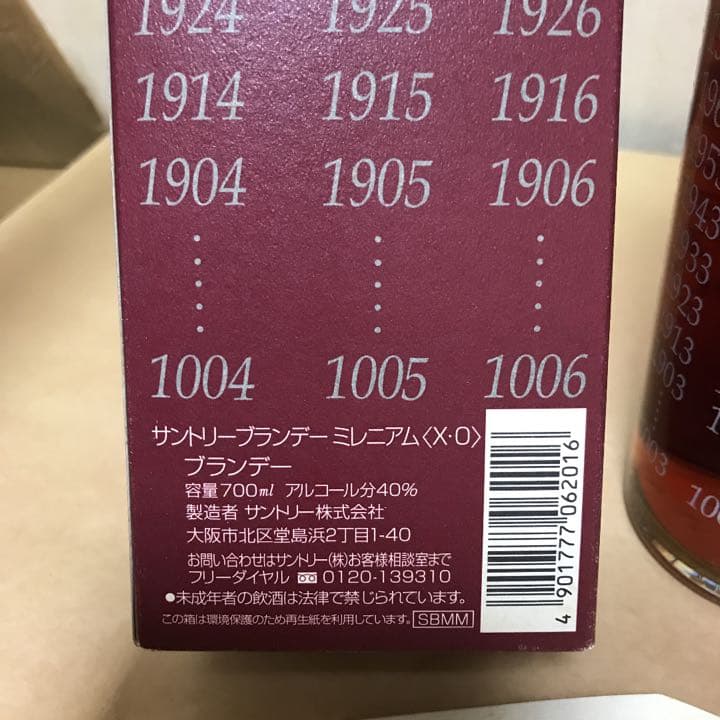 1924 1925 1926
1914 1915 1916
1904 1905 1906
1004 1005 1006
サントリーブランデー ミレニアム〈X・O〉
ブランデー
容量700ml アルコール分40%
製造者 サントリー株式会社
大阪市北区堂島浜2丁目1-40
お問い合わせはサントリー(株)お客様相談室まで
フリーダイヤル 0120-139310
●未成年者の飲酒は法律で禁じられています。
この箱は環境保護のため再生紙を利用しています。 SBMM
4 901777 062016